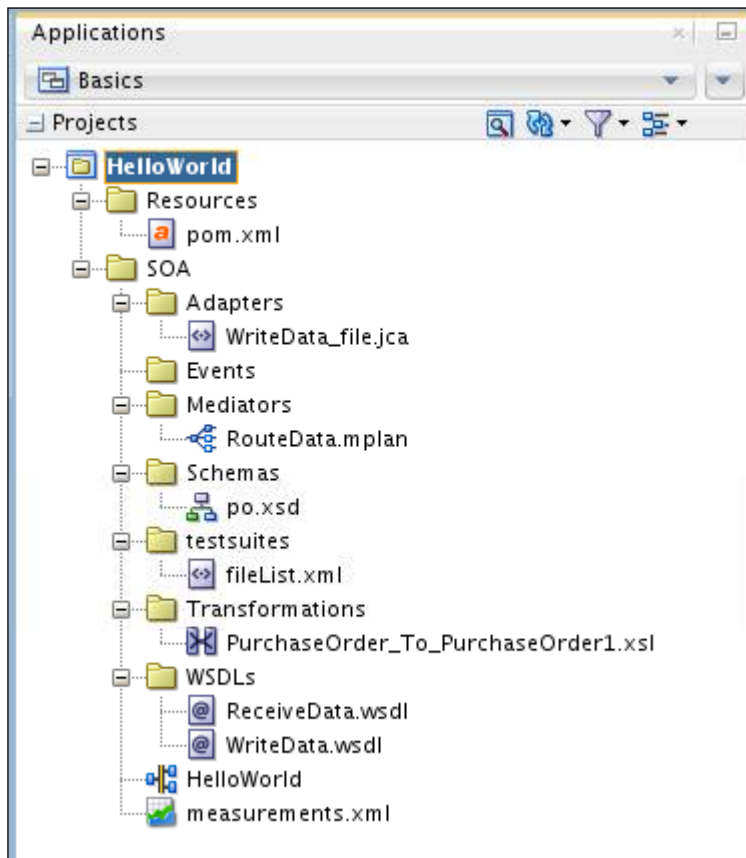 Applications
Basics
Projects
HelloWorld
Resources
pom.xml
SOA
Adapters
WriteData_file.jca
Events
Mediators
RouteData.mplan
Schemas
po.xsd
testsuites
fileList.xml
Transformations
PurchaseOrder_To_PurchaseOrder1.xsl
WSDLs
ReceiveData.wsdl
WriteData.wsdl
HelloWorld
measurements.xml